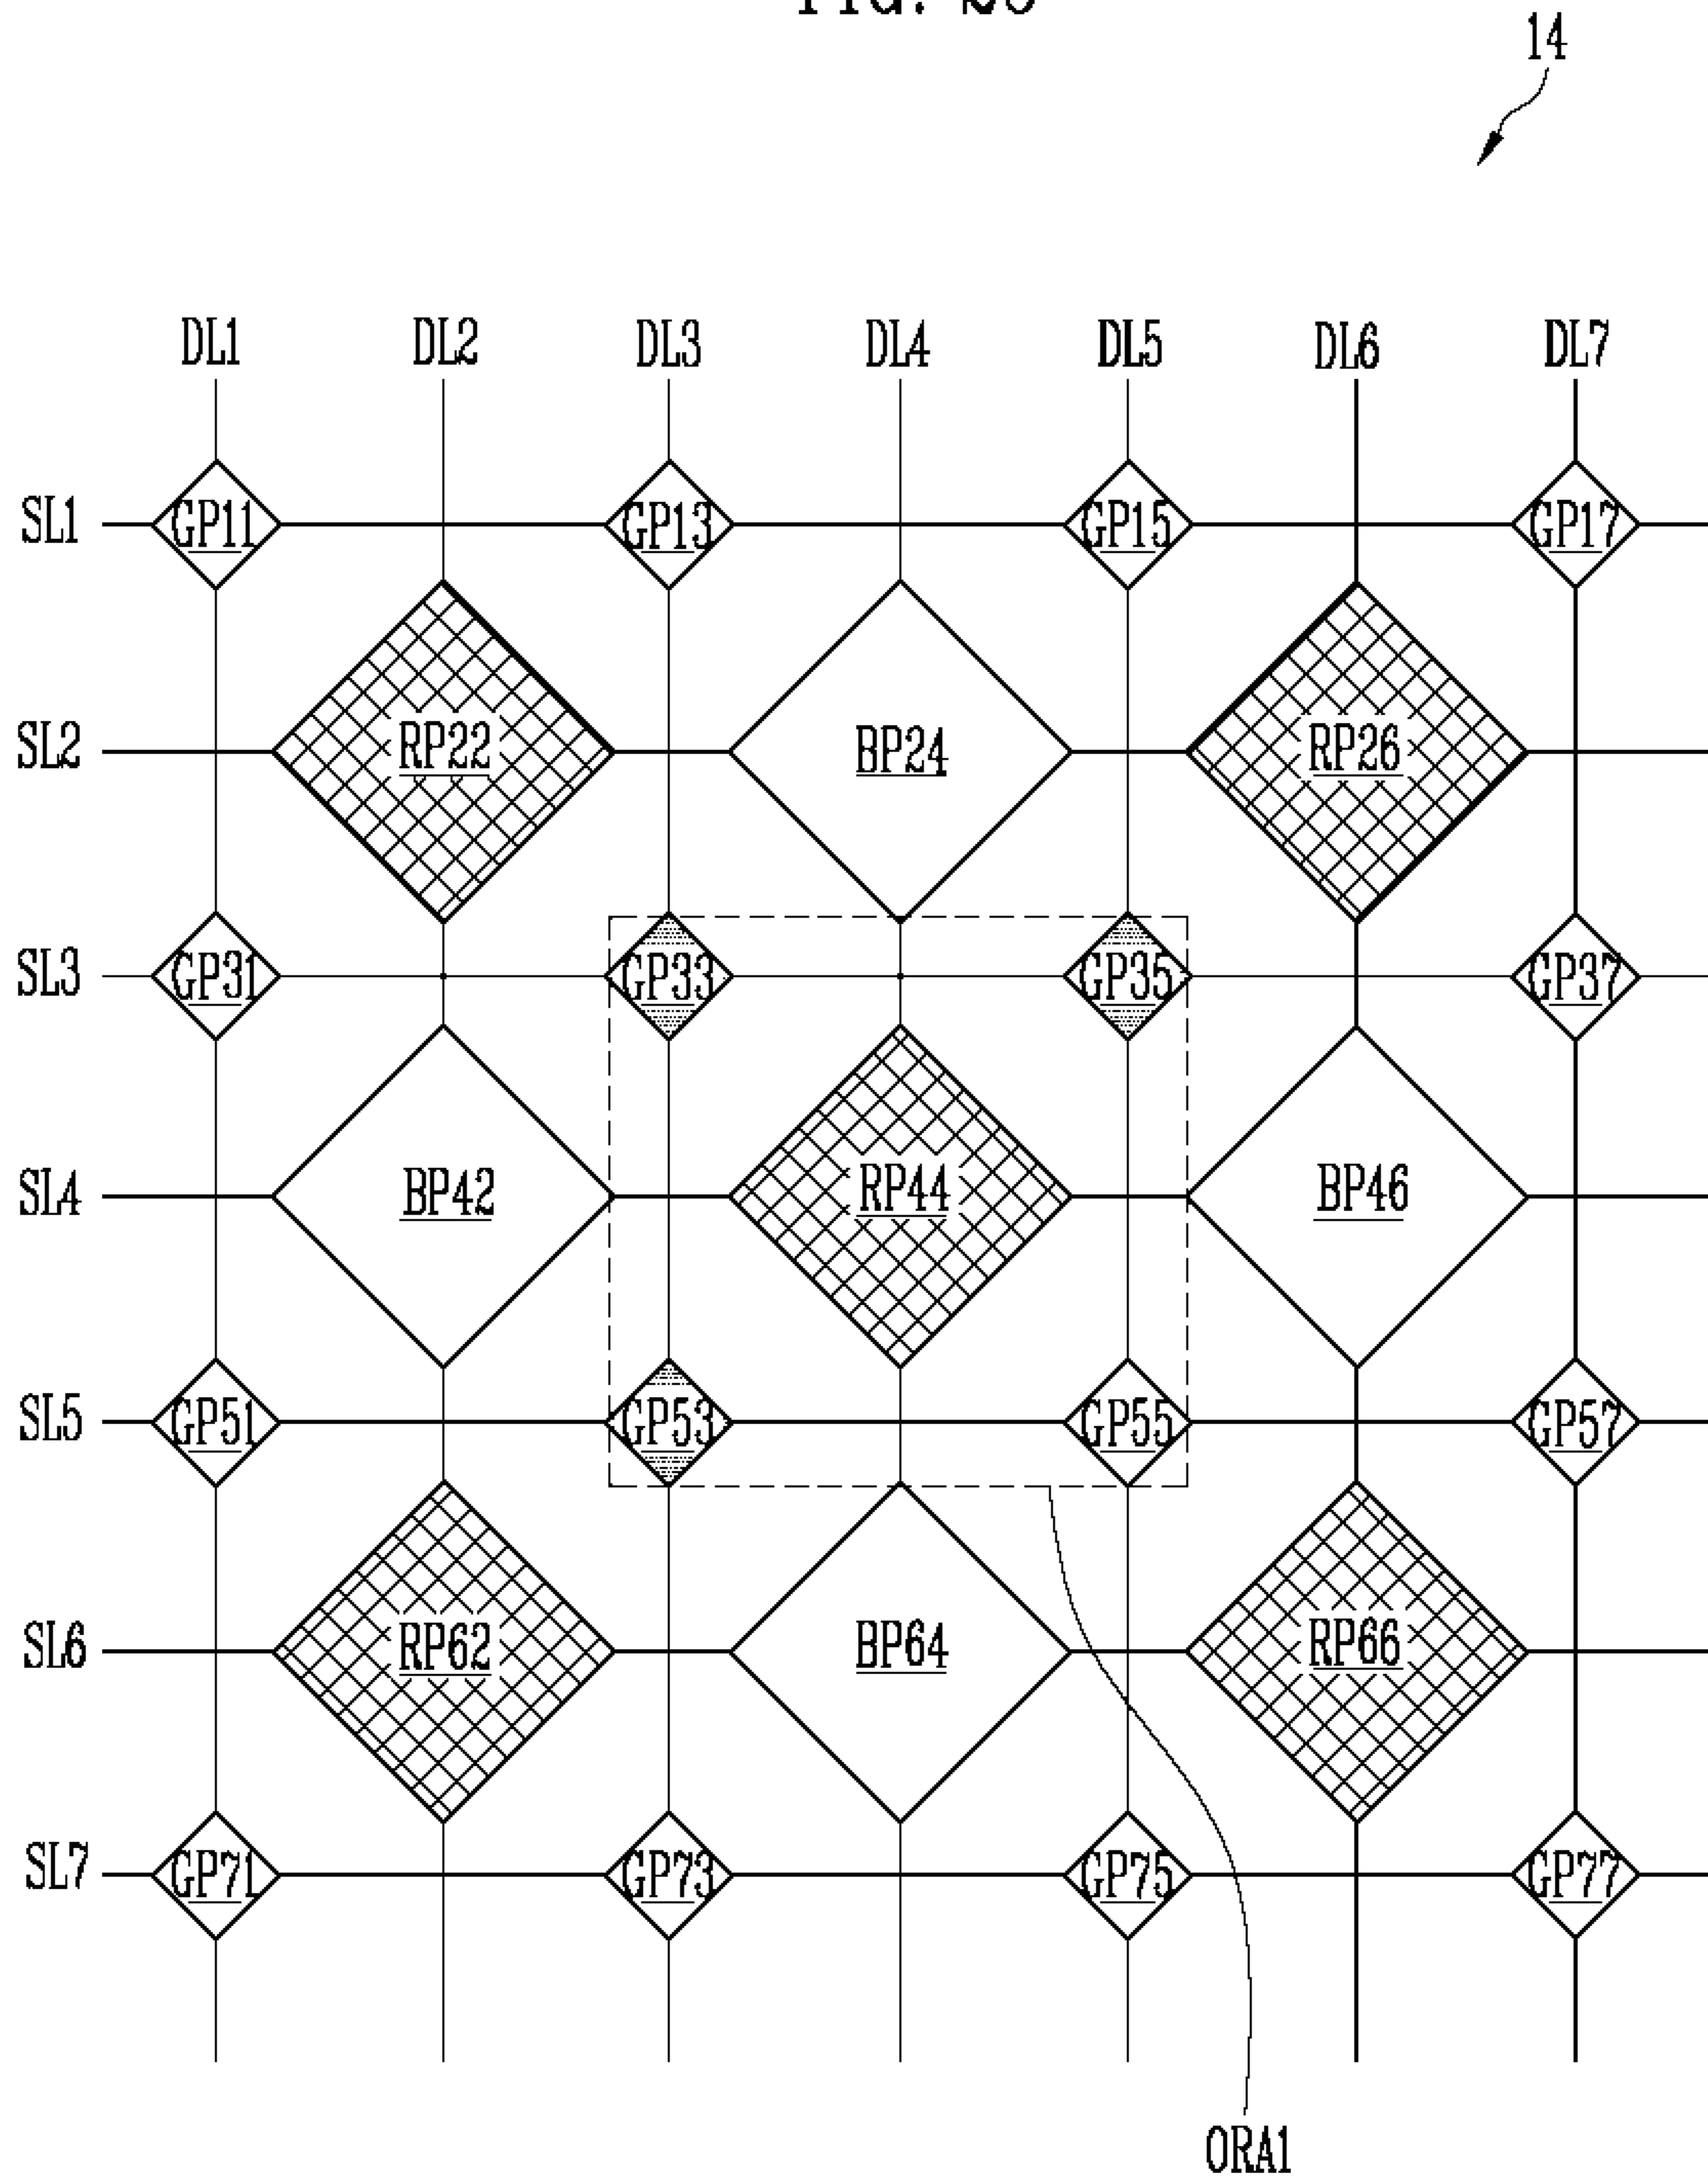 14
DL1 DL2 DL3 DL4 DL5 DL6 DL7
SL1 GP11 GP13 GP15 GP17
SL2 RP22 BP24 RP26
SL3 GP31 GP33 GP35 GP37
SL4 BP42 RP44 BP46
SL5 GP51 GP53 GP55 GP57
SL6 RP62 BP64 RP66
SL7 GP71 GP73 GP75 GP77
ORA1